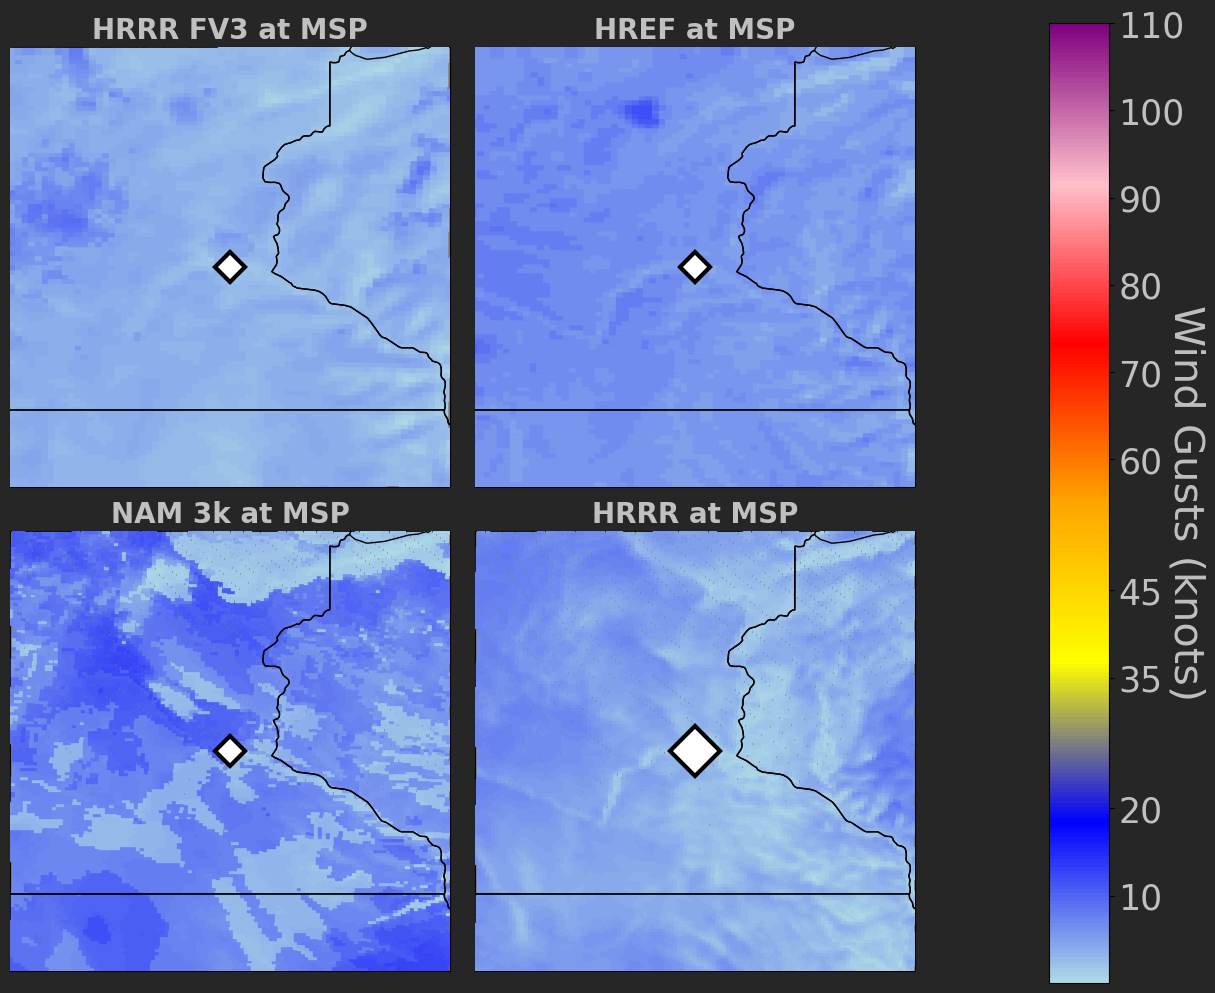 HRRR FV3 at MSP
HREF at MSP
NAM 3k at MSP
HRRR at MSP
110
100
90
80
70
60
45
35
20
10
Wind Gusts (knots)